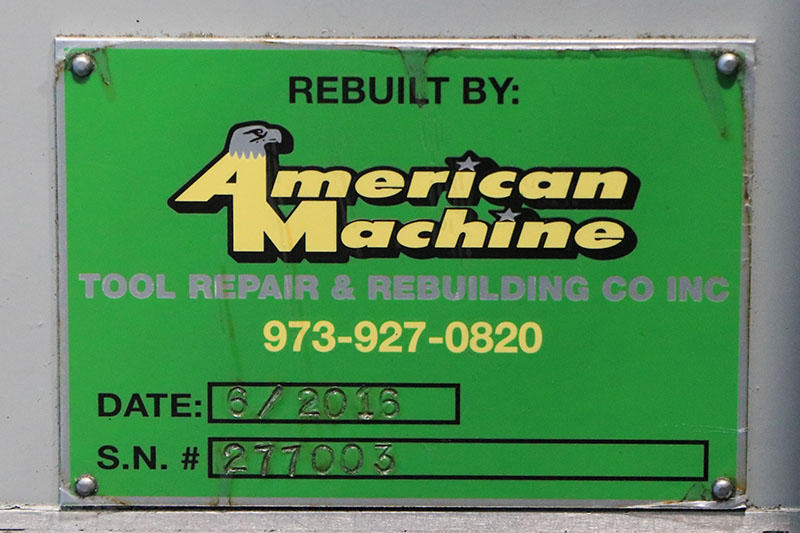 REBUILT BY:
American
Machine
TOOL REPAIR & REBUILDING CO INC
973-927-0820
DATE: 6/2016
S.N. # 277003